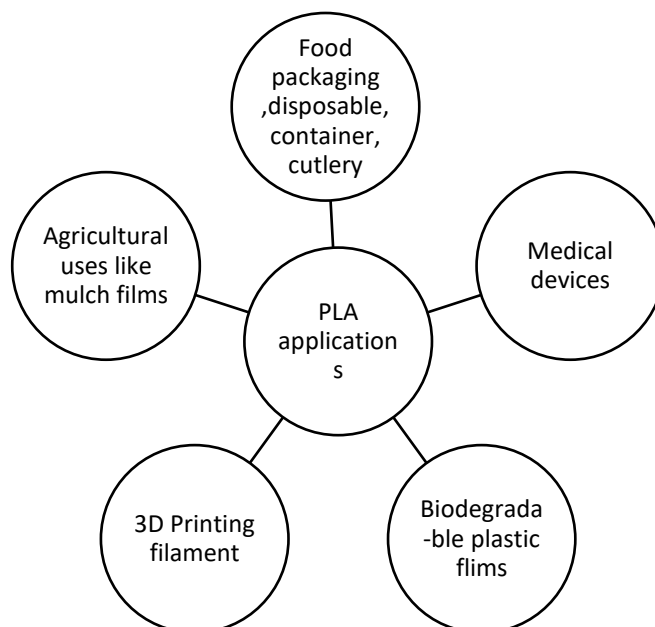 Food
packaging
,disposable,
container,
cutlery
Agricultural
uses like
mulch films
Medical
devices
PLA
application
s
3D Printing
filament
Biodegrada
-ble plastic
flims